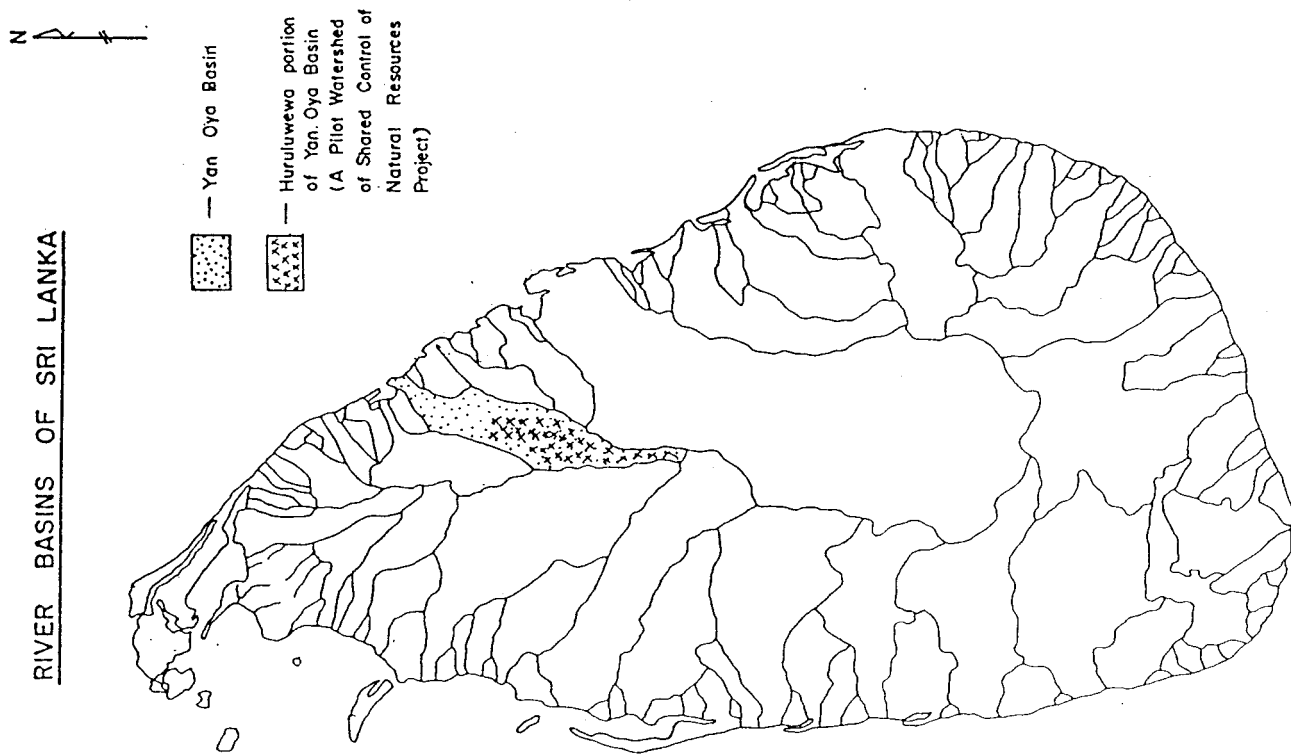 RIVER BASINS OF SRI LANKA
N
— Yan Oya Basin
— Huruluwewa portion
of Yan. Oya Basin
(A Pilot Watershed
of Shared Control of
Natural Resources
Project)